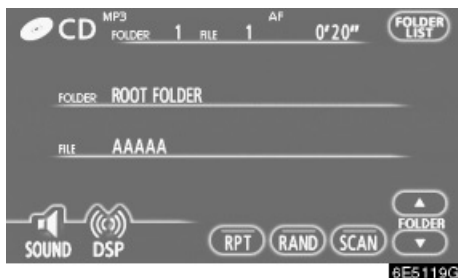 CD MP3 FOLDER 1 FILE 1 AF 0'20" FOLDER LIST
FOLDER ROOT FOLDER
FILE AAAAA
SOUND DSP RPT RAND SCAN FOLDER
6E5119G